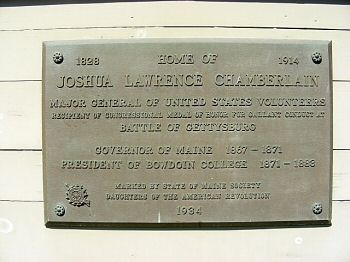 1828 HOME OF 1914
JOSHUA LAWRENCE CHAMBERLAIN
MAJOR GENERAL OF UNITED STATES VOLUNTEERS
RECIPIENT OF CONGRESSIONAL MEDAL OF HONOR FOR GALLANT CONDUCT AT
BATTLE OF GETTYSBURG
GOVERNOR OF MAINE 1867 - 1871
PRESIDENT OF BOWDOIN COLLEGE 1871 - 1883
MARKED BY STATE OF MAINE SOCIETY
DAUGHTERS OF THE AMERICAN REVOLUTION
1934